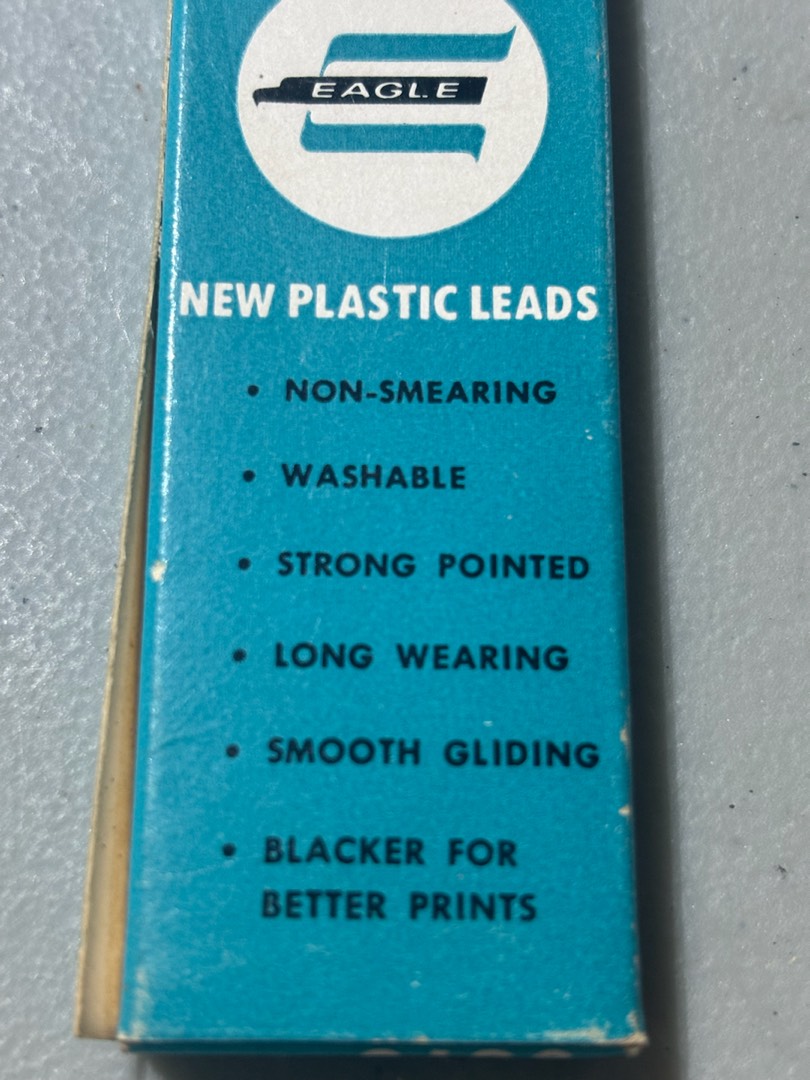 EAGLE
NEW PLASTIC LEADS
• NON-SMEARING
• WASHABLE
• STRONG POINTED
• LONG WEARING
• SMOOTH GLIDING
• BLACKER FOR
BETTER PRINTS